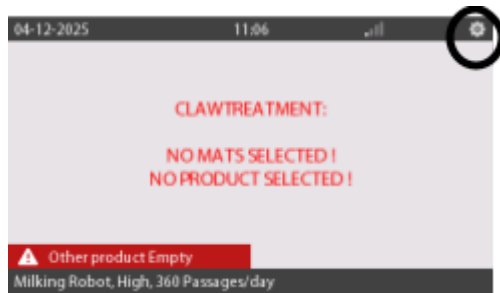 04-12-2025 11:06
CLAWTREATMENT:
NO MATS SELECTED !
NO PRODUCT SELECTED !
Other product Empty
Milking Robot, High, 360 Passages/day